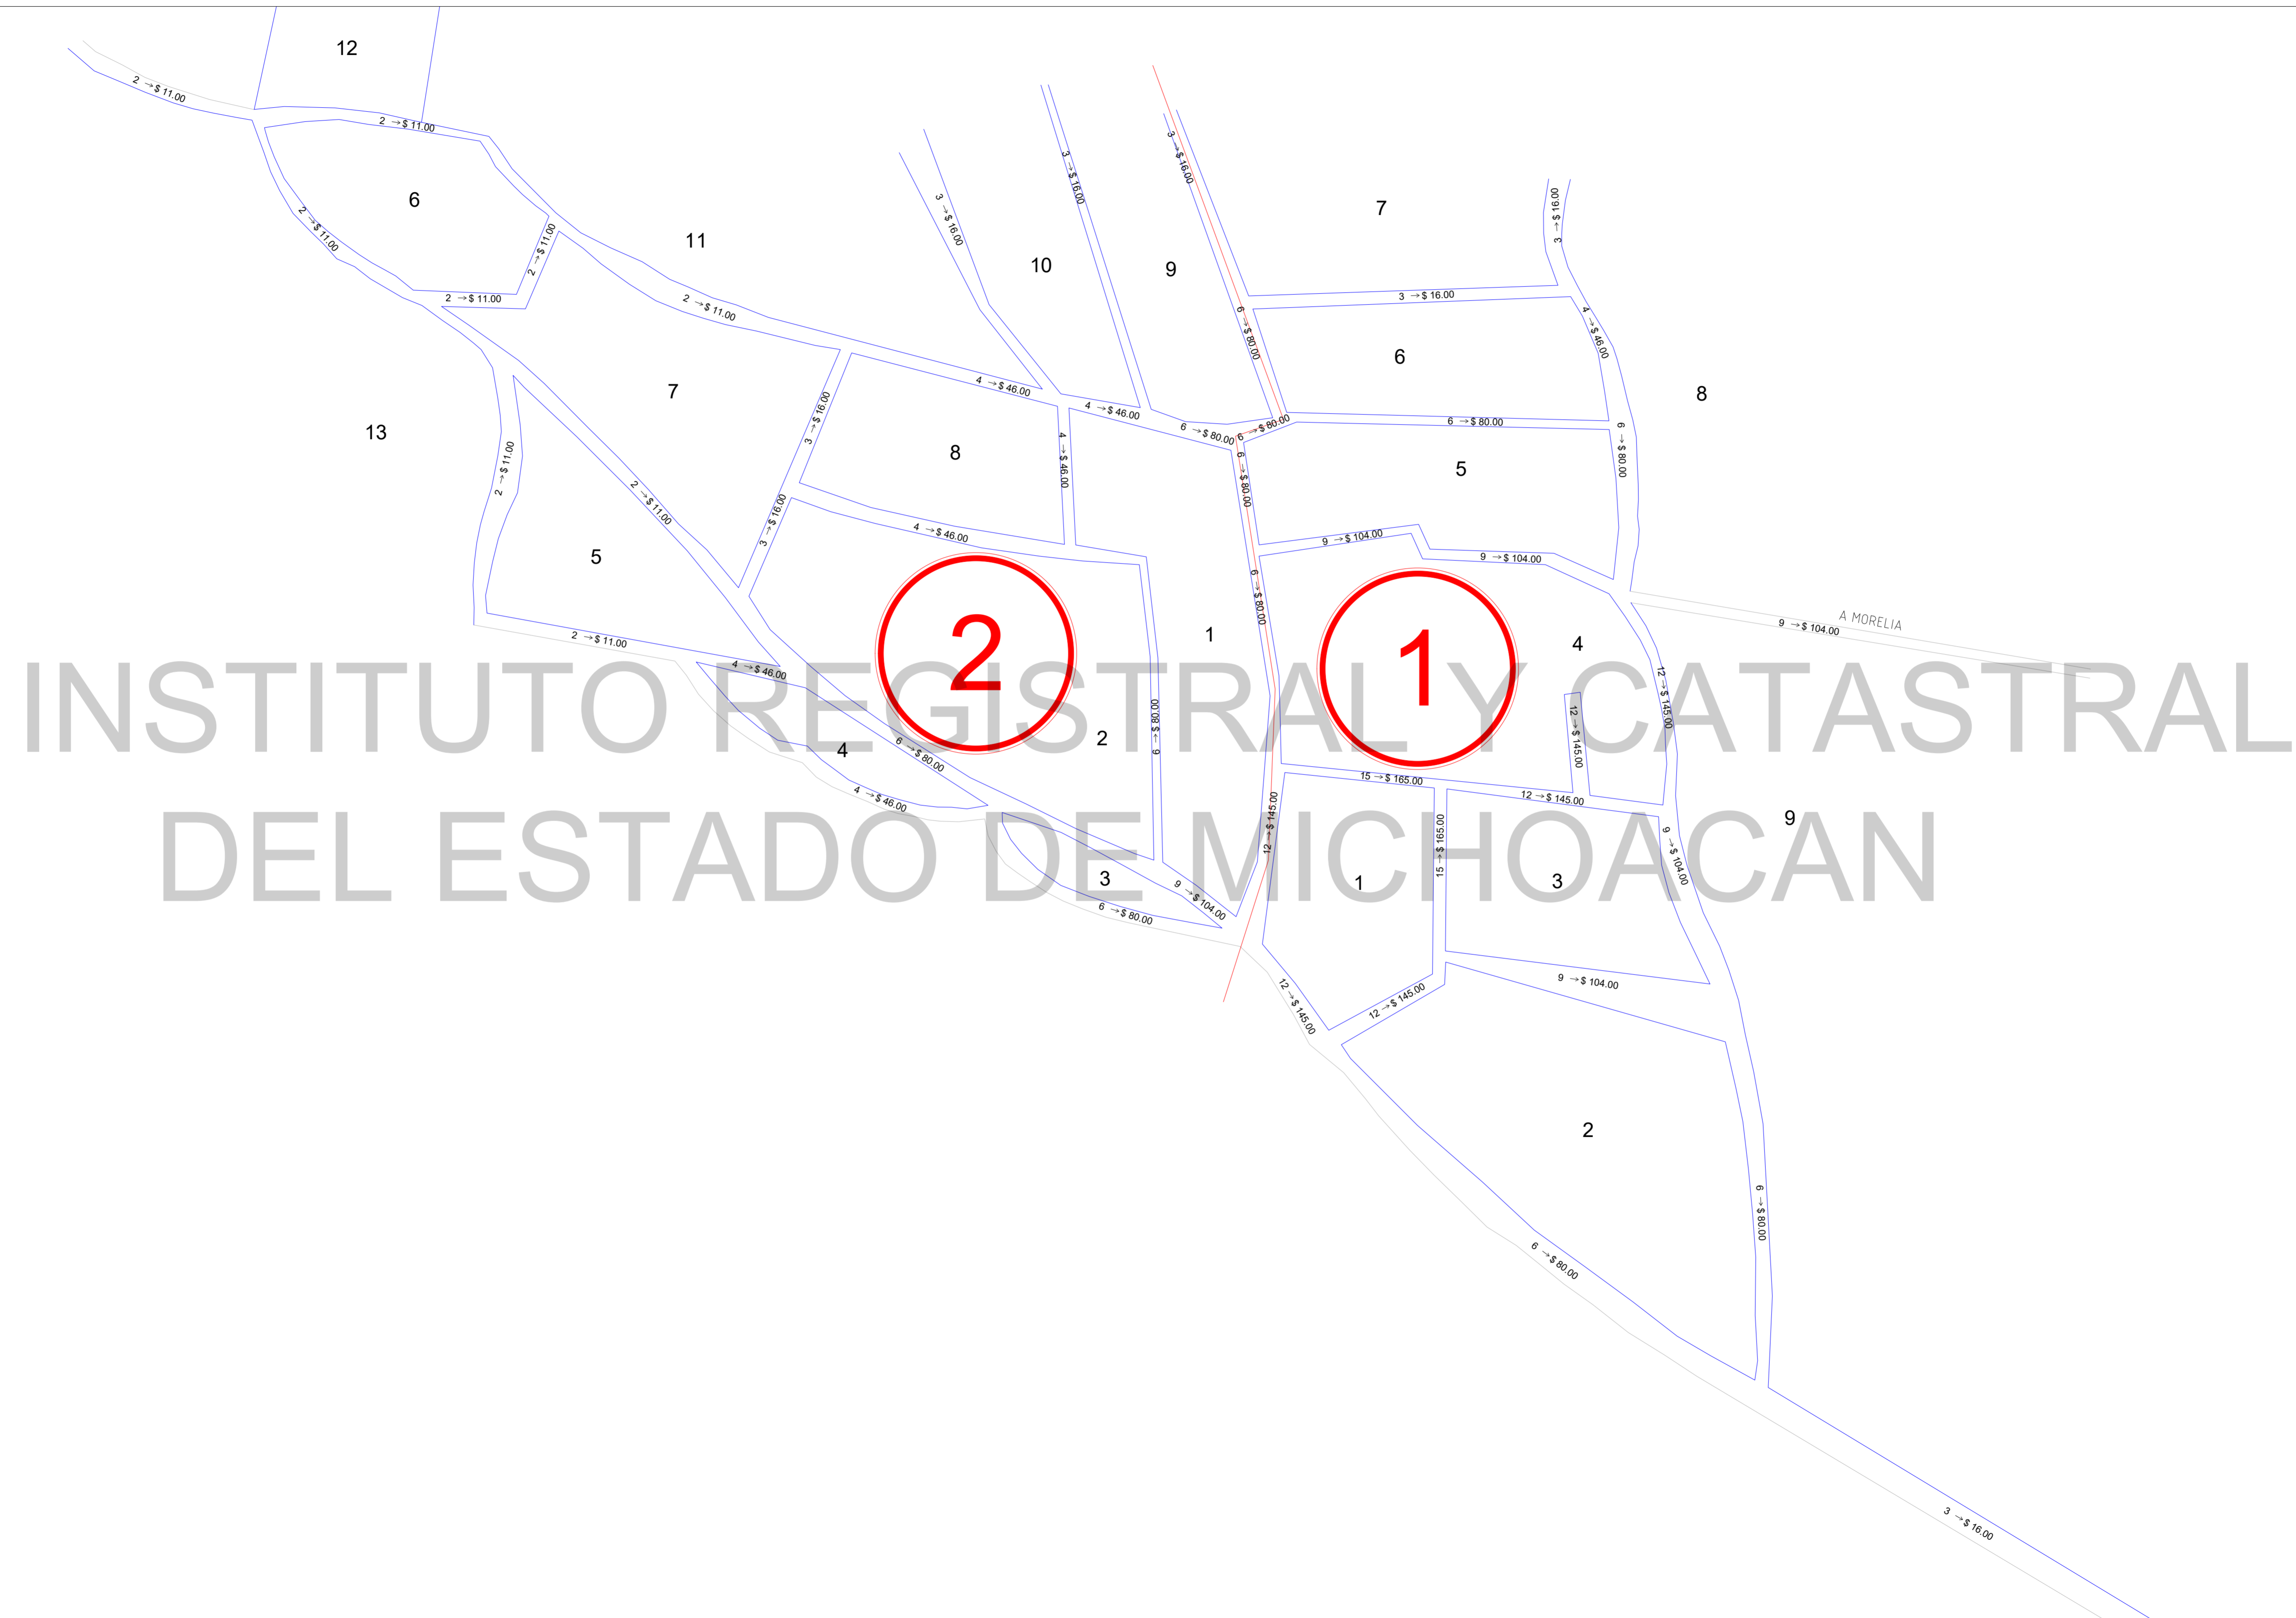 12
2 → $ 11.00
2 → $ 11.00
6
11
2 → $ 11.00
2 → $ 11.00
2 → $ 11.00
2 → $ 11.00
3 → $ 16.00
3 → $ 16.00
3 → $ 16.00
3 → $ 16.00
10
9
7
3 → $ 16.00
6 → $ 80.00
4 → $ 46.00
6
8
7
13
4 → $ 46.00
4 → $ 46.00
6 → $ 80.00
6 → $ 80.00
6 → $ 80.00
6 → $ 80.00
3 → $ 16.00
8
4 → $ 46.00
6 → $ 80.00
5
2 → $ 11.00
2 → $ 11.00
3 → $ 16.00
4 → $ 46.00
9 → $ 104.00
9 → $ 104.00
5
6 → $ 80.00
2
1
1
4
A MORELIA
9 → $ 104.00
2 → $ 11.00
4 → $ 46.00
12 → $ 145.00
INSTITUTO REGISTRAL Y CATASTRAL
12 → $ 145.00
6 → $ 80.00
2
4
6 → $ 80.00
15 → $ 165.00
4 → $ 46.00
12 → $ 145.00
12 → $ 145.00
9
DEL ESTADO DE MICHOACAN
15 → $ 165.00
9 → $ 104.00
3
1
3
9 → $ 104.00
6 → $ 80.00
9 → $ 104.00
12 → $ 145.00
12 → $ 145.00
2
6 → $ 80.00
6 → $ 80.00
3 → $ 16.00